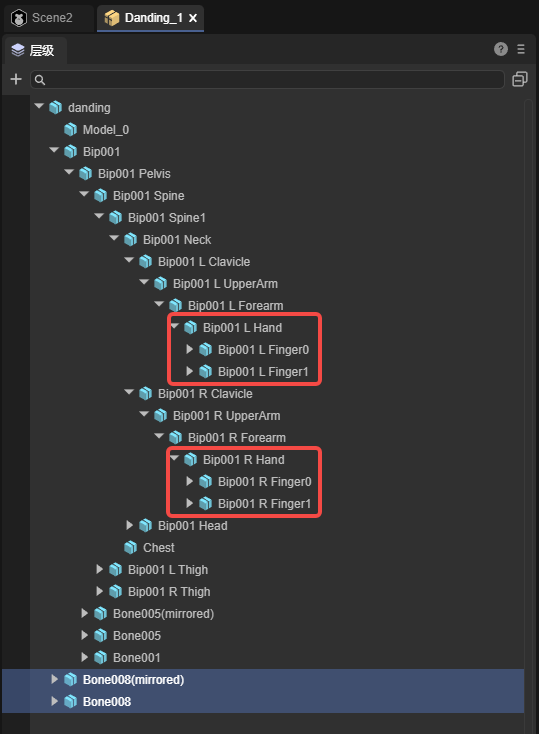 Scene2
Danding_1
层级
danding
Model_0
Bip001
Bip001 Pelvis
Bip001 Spine
Bip001 Spine1
Bip001 Neck
Bip001 L Clavicle
Bip001 L UpperArm
Bip001 L Forearm
Bip001 L Hand
Bip001 L Finger0
Bip001 L Finger1
Bip001 R Clavicle
Bip001 R UpperArm
Bip001 R Forearm
Bip001 R Hand
Bip001 R Finger0
Bip001 R Finger1
Bip001 Head
Chest
Bip001 L Thigh
Bip001 R Thigh
Bone005(mirrored)
Bone005
Bone001
Bone008(mirrored)
Bone008